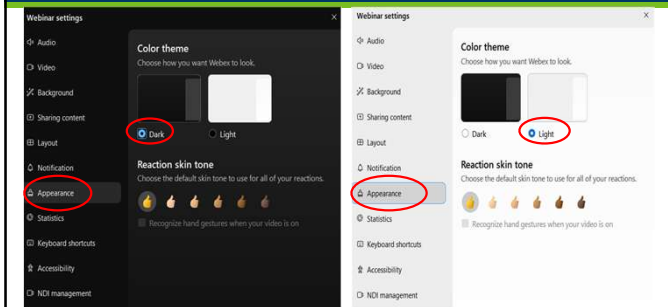 Webinar settings
X
Audio
Video
Background
Sharing content
Layout
Notification
Appearance
Statistics
Keyboard shortcuts
Accessibility
NDI management
Color theme
Choose how you want Webex to look.
Dark
Light
Reaction skin tone
Choose the default skin tone to use for all of your reactions.
Recognize hand gestures when your video is on
Webinar settings
X
Audio
Video
Background
Sharing content
Layout
Notification
Appearance
Statistics
Keyboard shortcuts
Accessibility
NDI management
Color theme
Choose how you want Webex to look.
Dark
Light
Reaction skin tone
Choose the default skin tone to use for all of your reactions.
Recognize hand gestures when your video is on